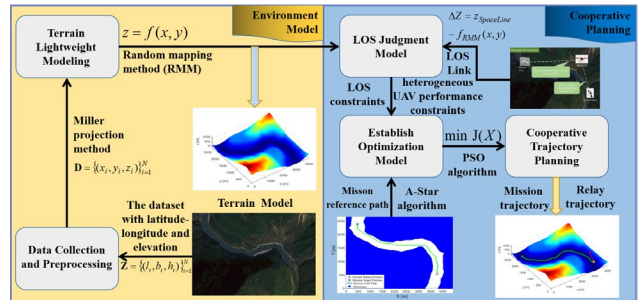 Environment
Model
Cooperative
Planning
Terrain
Lightweight
Modeling
z = f(x, y)
Random mapping
method (RMM)
LOS Judgment
Model
ΔZ = z_SpaceLine
− f_RMM(x, y)
LOS
Link
LOS
constraints
heterogeneous
UAV performance
constraints
Miller
projection
method
D = {(x_i, y_i, z_i)}_{i=1}^N
Establish
Optimization
Model
min J(X)
PSO
algorithm
Cooperative
Trajectory
Planning
Misson
reference path
A-Star
algorithm
Mission
trajectory
Relay
trajectory
The dataset
with latitude-
longitude and
elevation
Z = {(l_i, b_i, h_i)}_{i=1}^N
Data Collection
and Preprocessing
Terrain Model